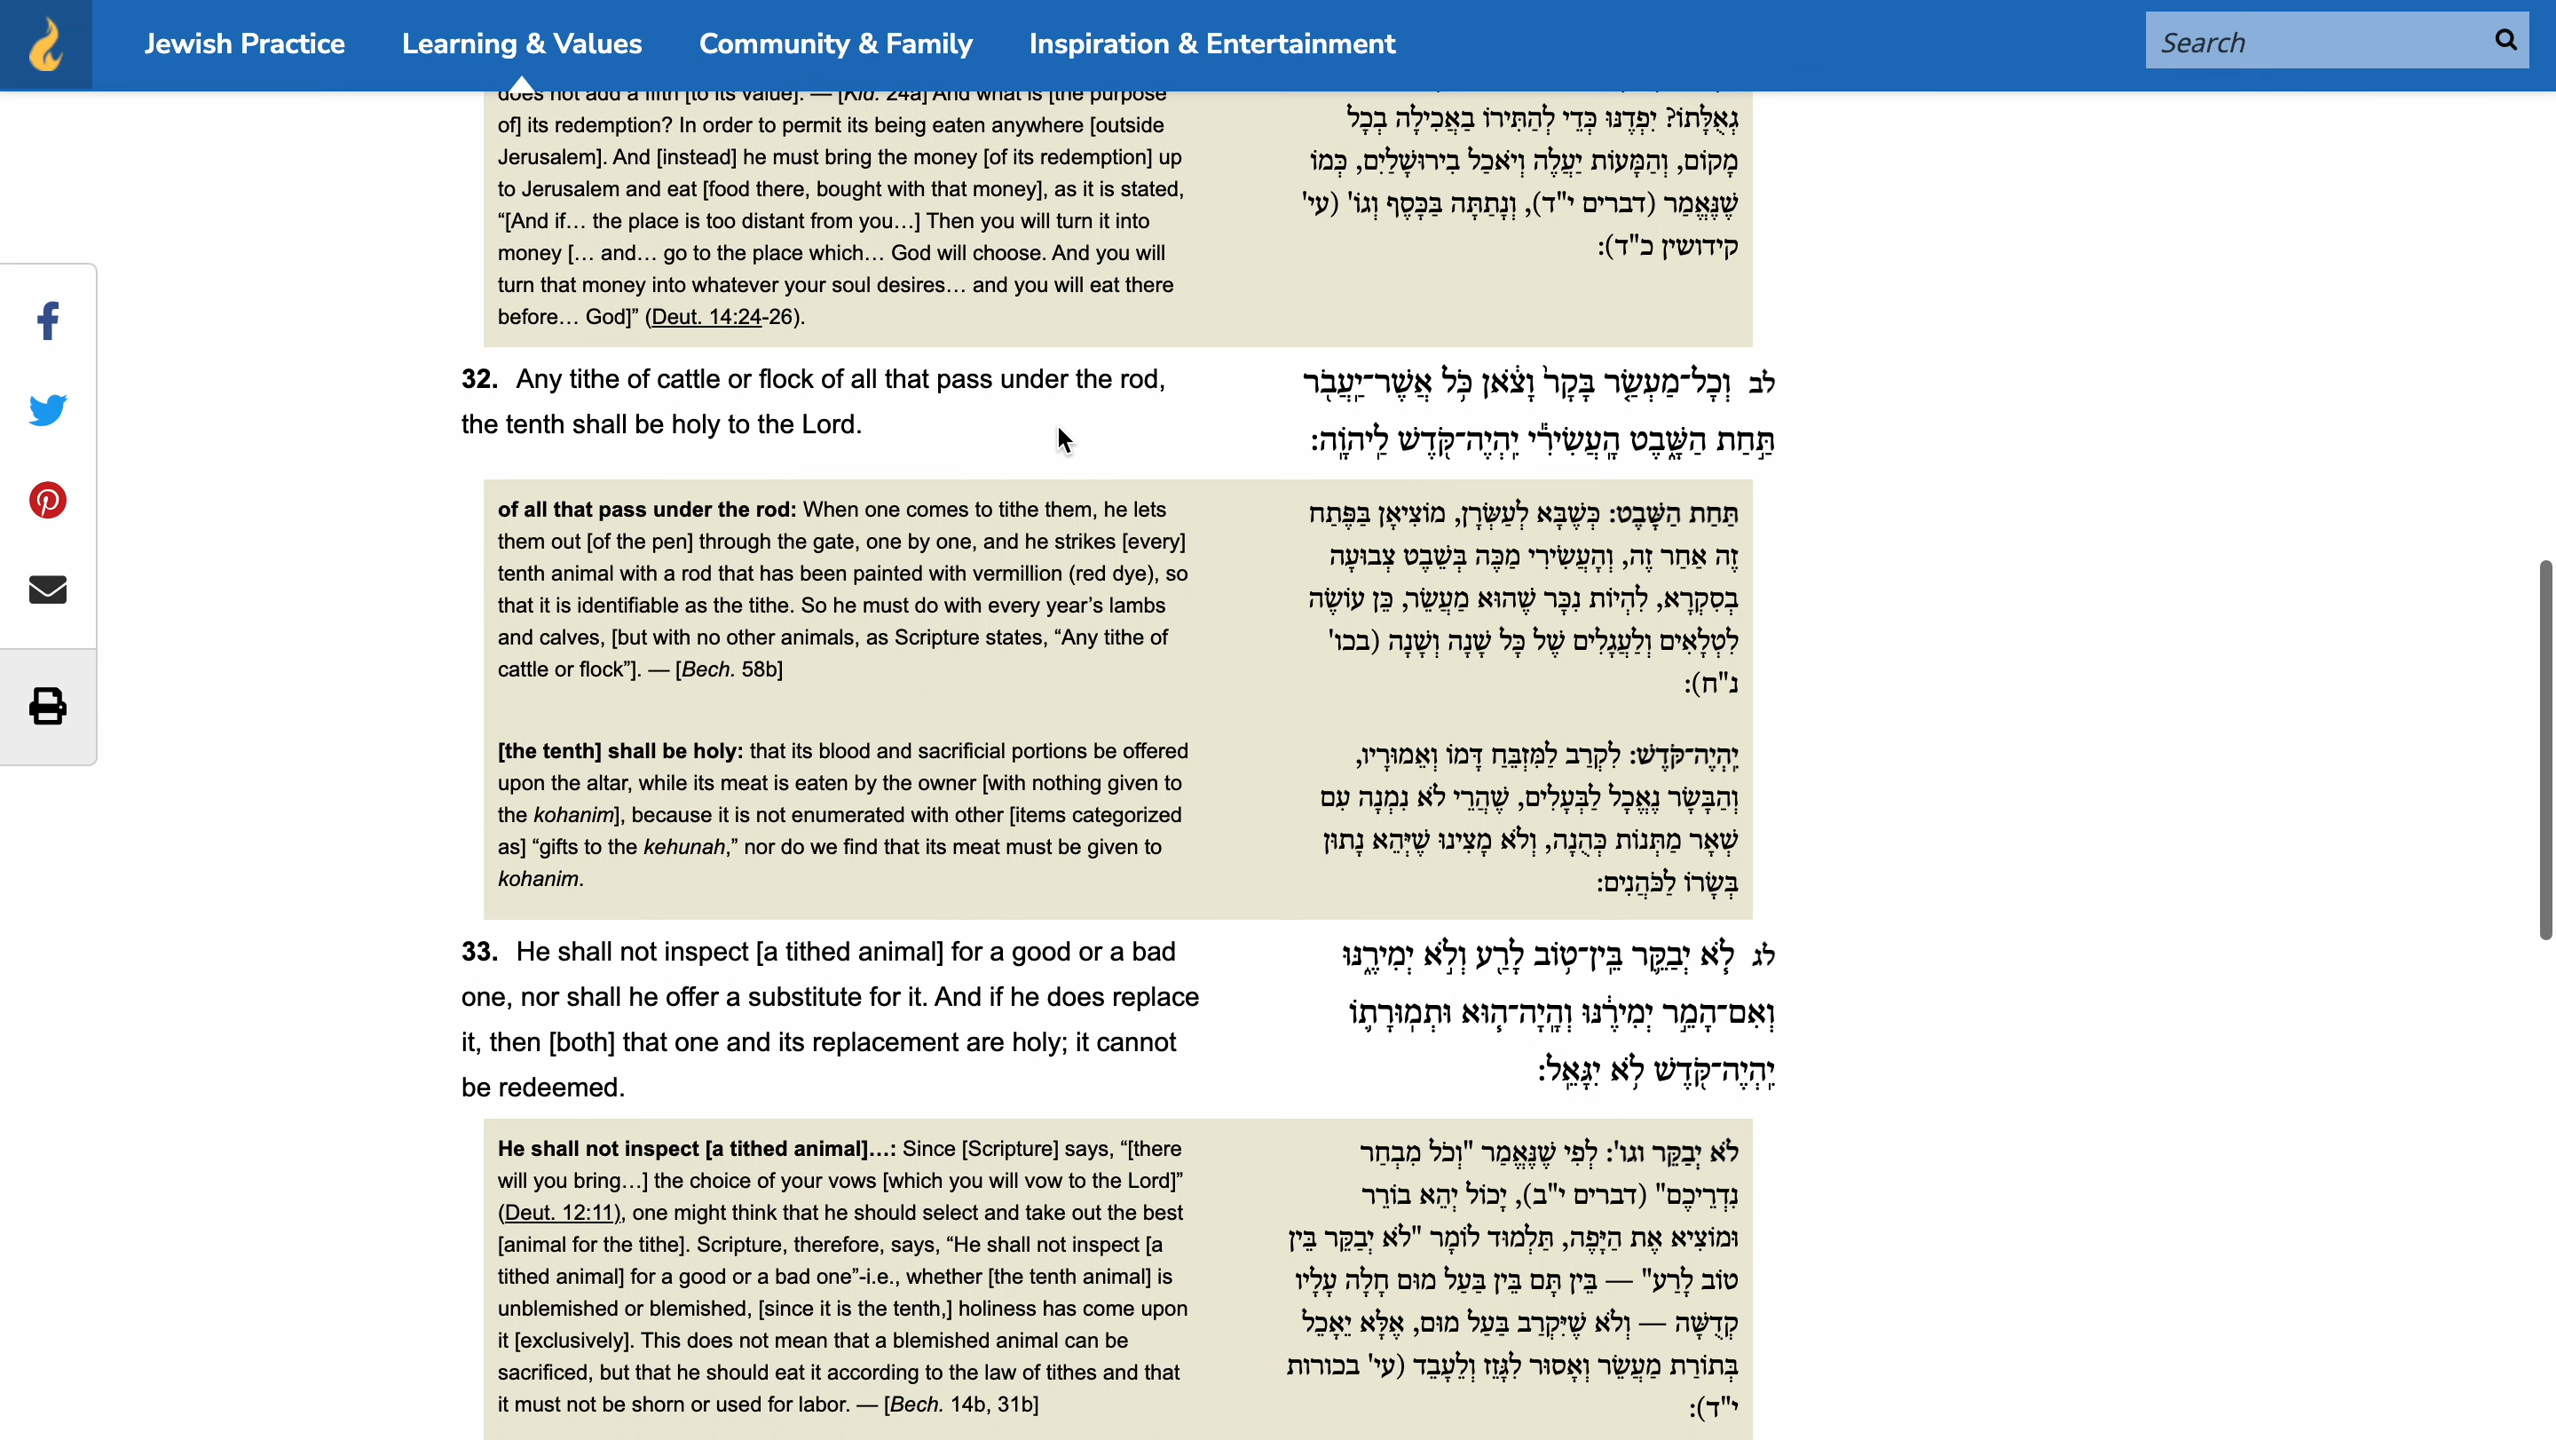 Jewish Practice
Learning & Values
Community & Family
Inspiration & Entertainment
Search
does not add a fifth [to its value]. — [Kid. 24a] And what is [the purpose
of] its redemption? In order to permit its being eaten anywhere [outside
Jerusalem]. And [instead] he must bring the money [of its redemption] up
to Jerusalem and eat [food there, bought with that money], as it is stated,
“[And if… the place is too distant from you…] Then you will turn it into
money [… and… go to the place which… God will choose. And you will
turn that money into whatever your soul desires… and you will eat there
before… God]” (Deut. 14:24-26).
גְאֻלָּתוֹ? יִפְדֶנּוּ כְּדֵי לְהַתִּירוֹ בַאֲכִילָה בְכָל
מָקוֹם, וְהַמָּעוֹת יַעֲלֶה וְיֹאכַל בִּירוּשָׁלַיִם, כְּמוֹ
שֶׁנֶּאֱמַר (דברים י"ד), וְנָתַתָּה בַּכָּסֶף וְגוֹ' (עי'
קידושין כ"ד):
32. Any tithe of cattle or flock of all that pass under the rod,
the tenth shall be holy to the Lord.
לב וְכָל־מַעְשַׂ֤ר בָּקָר֙ וָצֹ֔אן כֹּ֥ל אֲשֶׁר־יַֽעֲבֹ֖ר
תַּ֣חַת הַשָּׁ֑בֶט הָֽעֲשִׂירִ֕י יִֽהְיֶה־קֹּ֖דֶשׁ לַֽיהֹוָֽה:
of all that pass under the rod: When one comes to tithe them, he lets
them out [of the pen] through the gate, one by one, and he strikes [every]
tenth animal with a rod that has been painted with vermillion (red dye), so
that it is identifiable as the tithe. So he must do with every year’s lambs
and calves, [but with no other animals, as Scripture states, “Any tithe of
cattle or flock”]. — [Bech. 58b]
תַּחַת הַשָּׁבֶט: כְּשֶׁבָּא לְעַשְּׂרָן, מוֹצִיאָן בַּפֶּתַח
זֶה אַחַר זֶה, וְהָעֲשִׂירִי מַכֶּה בְּשֵׁבֶט צְבוּעָה
בְסִקְרָא, לִהְיוֹת נִכָּר שֶׁהוּא מַעֲשֵׂר, כֵּן עוֹשֶׂה
לִטְלָאִים וְלַעֲגָלִים שֶׁל כָּל שָׁנָה וְשָׁנָה (בכו'
נ"ח):
[the tenth] shall be holy: that its blood and sacrificial portions be offered
upon the altar, while its meat is eaten by the owner [with nothing given to
the kohanim], because it is not enumerated with other [items categorized
as] “gifts to the kehunah,” nor do we find that its meat must be given to
kohanim.
יִֽהְיֶה־קֹּדֶשׁ: לִקְרַב לַמִּזְבֵּחַ דָּמוֹ וְאֵמוּרָיו,
וְהַבָּשָׂר נֶאֱכָל לַבְּעָלִים, שֶׁהֲרֵי לֹא נִמְנָה עִם
שְׁאָר מַתְּנוֹת כְּהֻנָּה, וְלֹא מָצִינוּ שֶׁיְּהֵא נָתוּן
בְּשָׂרוֹ לַכֹּהֲנִים:
33. He shall not inspect [a tithed animal] for a good or a bad
one, nor shall he offer a substitute for it. And if he does replace
it, then [both] that one and its replacement are holy; it cannot
be redeemed.
לג לֹ֧א יְבַקֵּ֛ר בֵּֽין־ט֥וֹב לָרַ֖ע וְלֹ֣א יְמִירֶ֑נּוּ
וְאִם־הָמֵ֣ר יְמִירֶ֔נּוּ וְהָֽיָה־ה֧וּא וּתְמֽוּרָת֛וֹ
יִֽהְיֶה־קֹּ֖דֶשׁ לֹ֥א יִגָּאֵֽל:
He shall not inspect [a tithed animal]…: Since [Scripture] says, “[there
will you bring…] the choice of your vows [which you will vow to the Lord]”
(Deut. 12:11), one might think that he should select and take out the best
[animal for the tithe]. Scripture, therefore, says, “He shall not inspect [a
tithed animal] for a good or a bad one”-i.e., whether [the tenth animal] is
unblemished or blemished, [since it is the tenth,] holiness has come upon
it [exclusively]. This does not mean that a blemished animal can be
sacrificed, but that he should eat it according to the law of tithes and that
it must not be shorn or used for labor. — [Bech. 14b, 31b]
לֹא יְבַקֵּר וגו': לְפִי שֶׁנֶּאֱמַר "וְכֹל מִבְחַר
נִדְרֵיכֶם" (דברים י"ב), יָכוֹל יְהֵא בוֹרֵר
וּמוֹצִיא אֶת הַיָּפֶה, תַּלְמוּד לוֹמָר "לֹא יְבַקֵּר בֵּין
טוֹב לָרַע" — בֵּין תָּם בֵּין בַּעַל מוּם חָלָה עָלָיו
קְדֻשָּׁה — וְלֹא שֶׁיִּקְרַב בַּעַל מוּם, אֶלָּא יֵאָכֵל
בְּתוֹרַת מַעֲשֵׂר וְאָסוּר לִגָּזֵז וְלֵעָבֵד (עי' בכורות
י"ד):